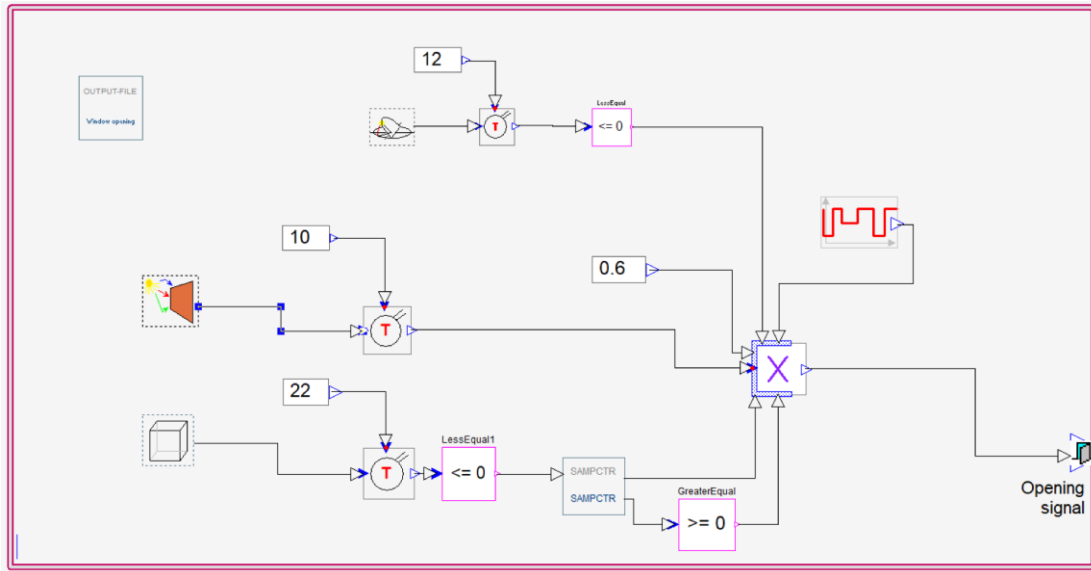 12
OUTPUT-FILE
Window opening
LessEqual
T
<= 0
10
0.6
T
X
22
LessEqual1
T
<= 0
SAMPCTR
SAMPCTR
GreaterEqual
>= 0
Opening
signal